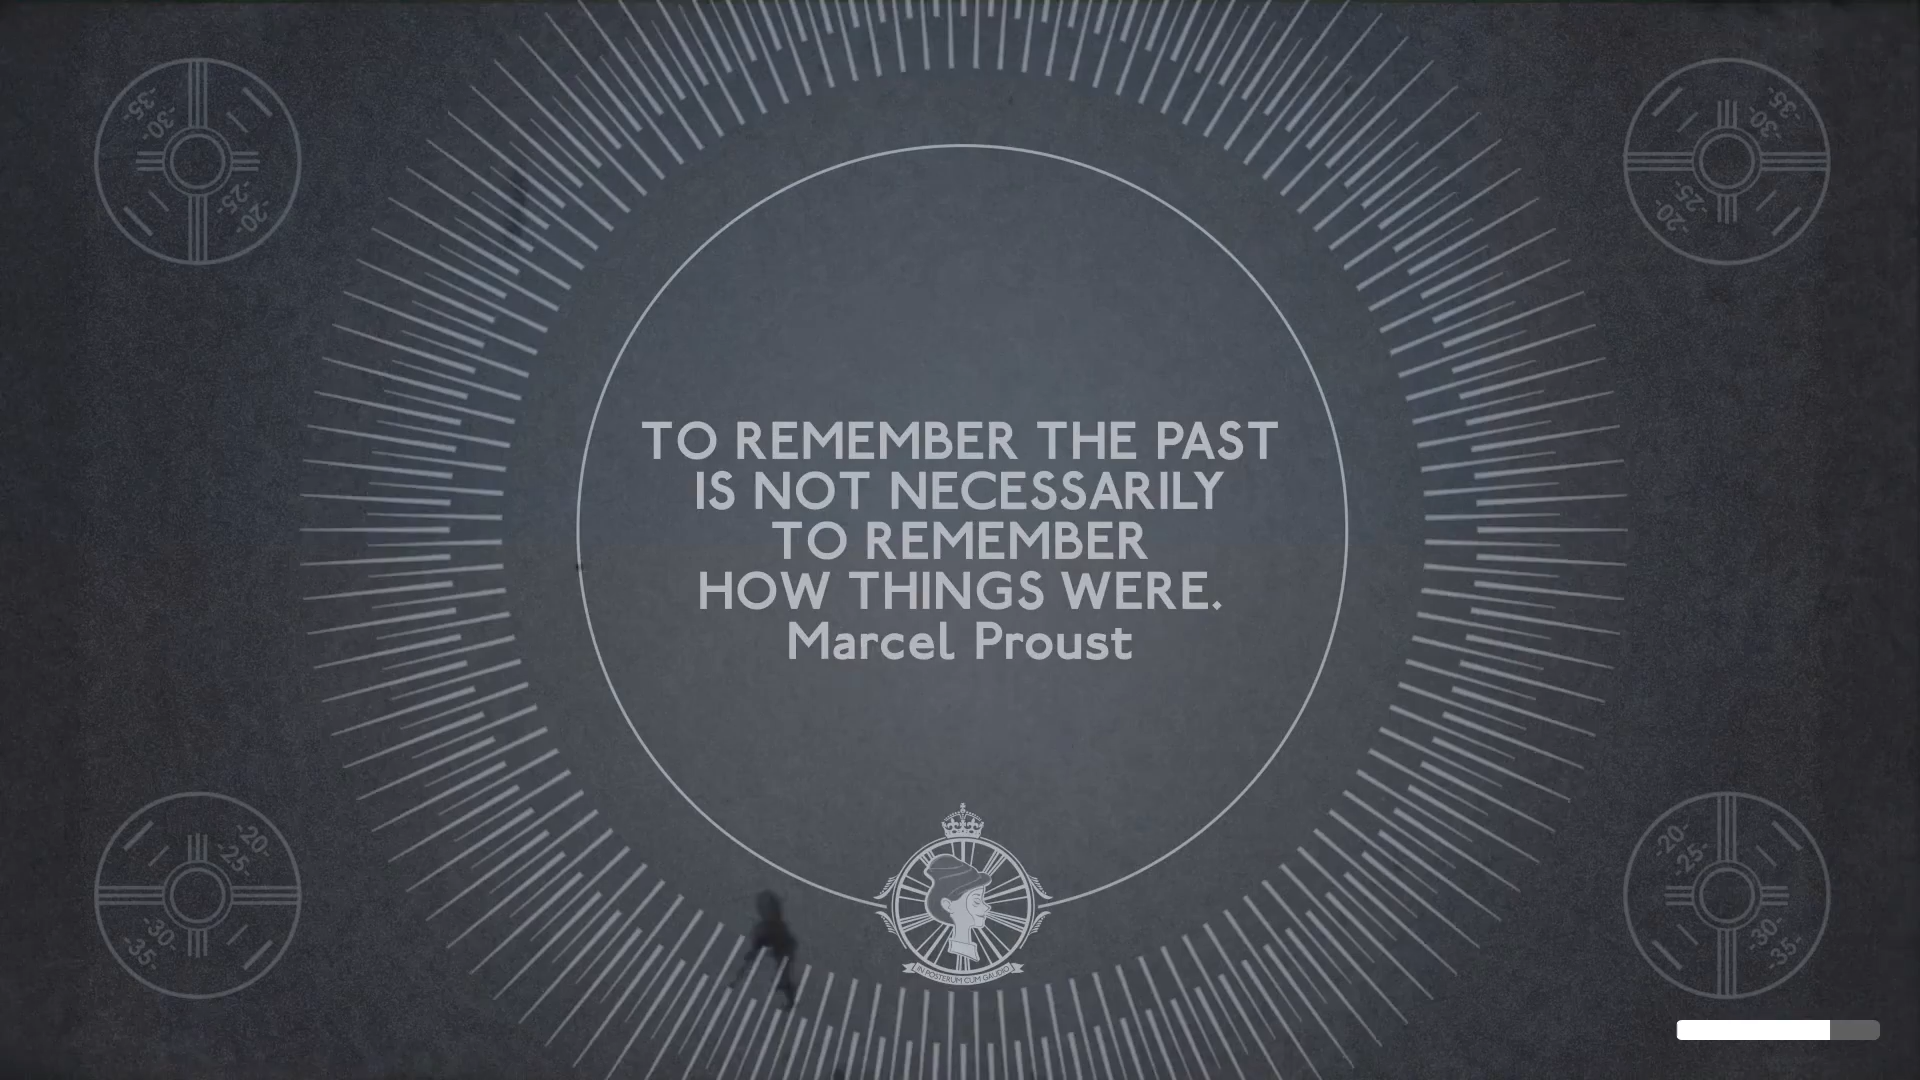 TO REMEMBER THE PAST
IS NOT NECESSARILY
TO REMEMBER
HOW THINGS WERE.
Marcel Proust
IN POSTERUM CUM GAUDIO
-35-
-30-
-25-
-20-
-35-
-30-
-25-
-20-
-20-
-25-
-30-
-35-
-20-
-25-
-30-
-35-